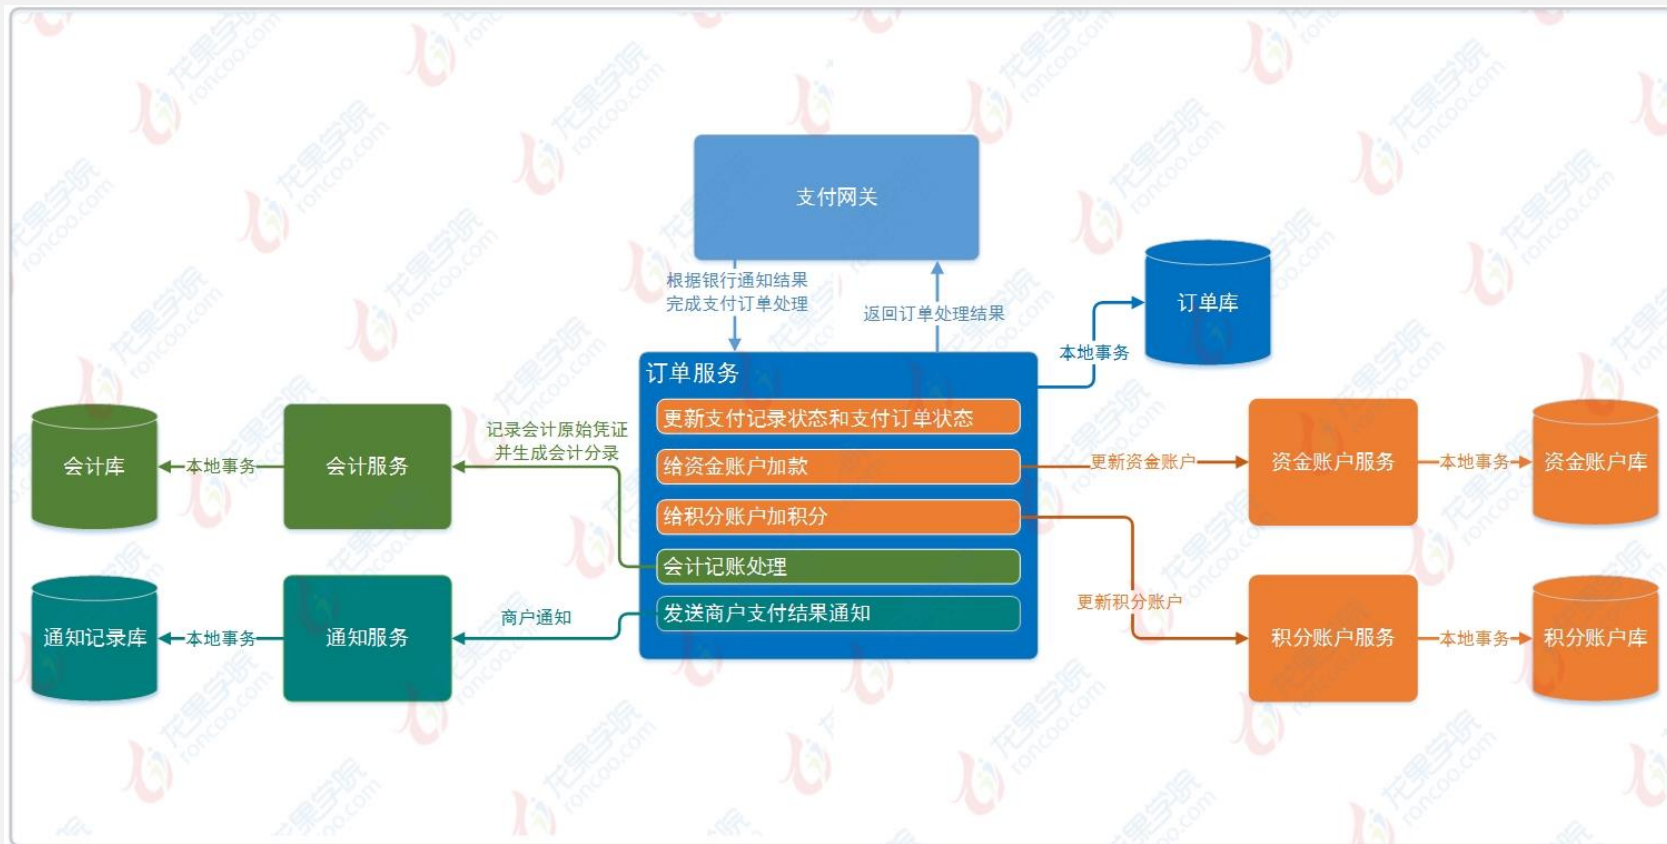 支付网关
根据银行通知结果
完成支付订单处理
返回订单处理结果
订单库
本地事务
订单服务
更新支付记录状态和支付订单状态
给资金账户加款
给积分账户加积分
会计记账处理
发送商户支付结果通知
记录会计原始凭证
并生成会计分录
会计服务
本地事务
会计库
商户通知
通知服务
本地事务
通知记录库
更新资金账户
资金账户服务
本地事务
资金账户库
更新积分账户
积分账户服务
本地事务
积分账户库
龙果学院
roncoo.com